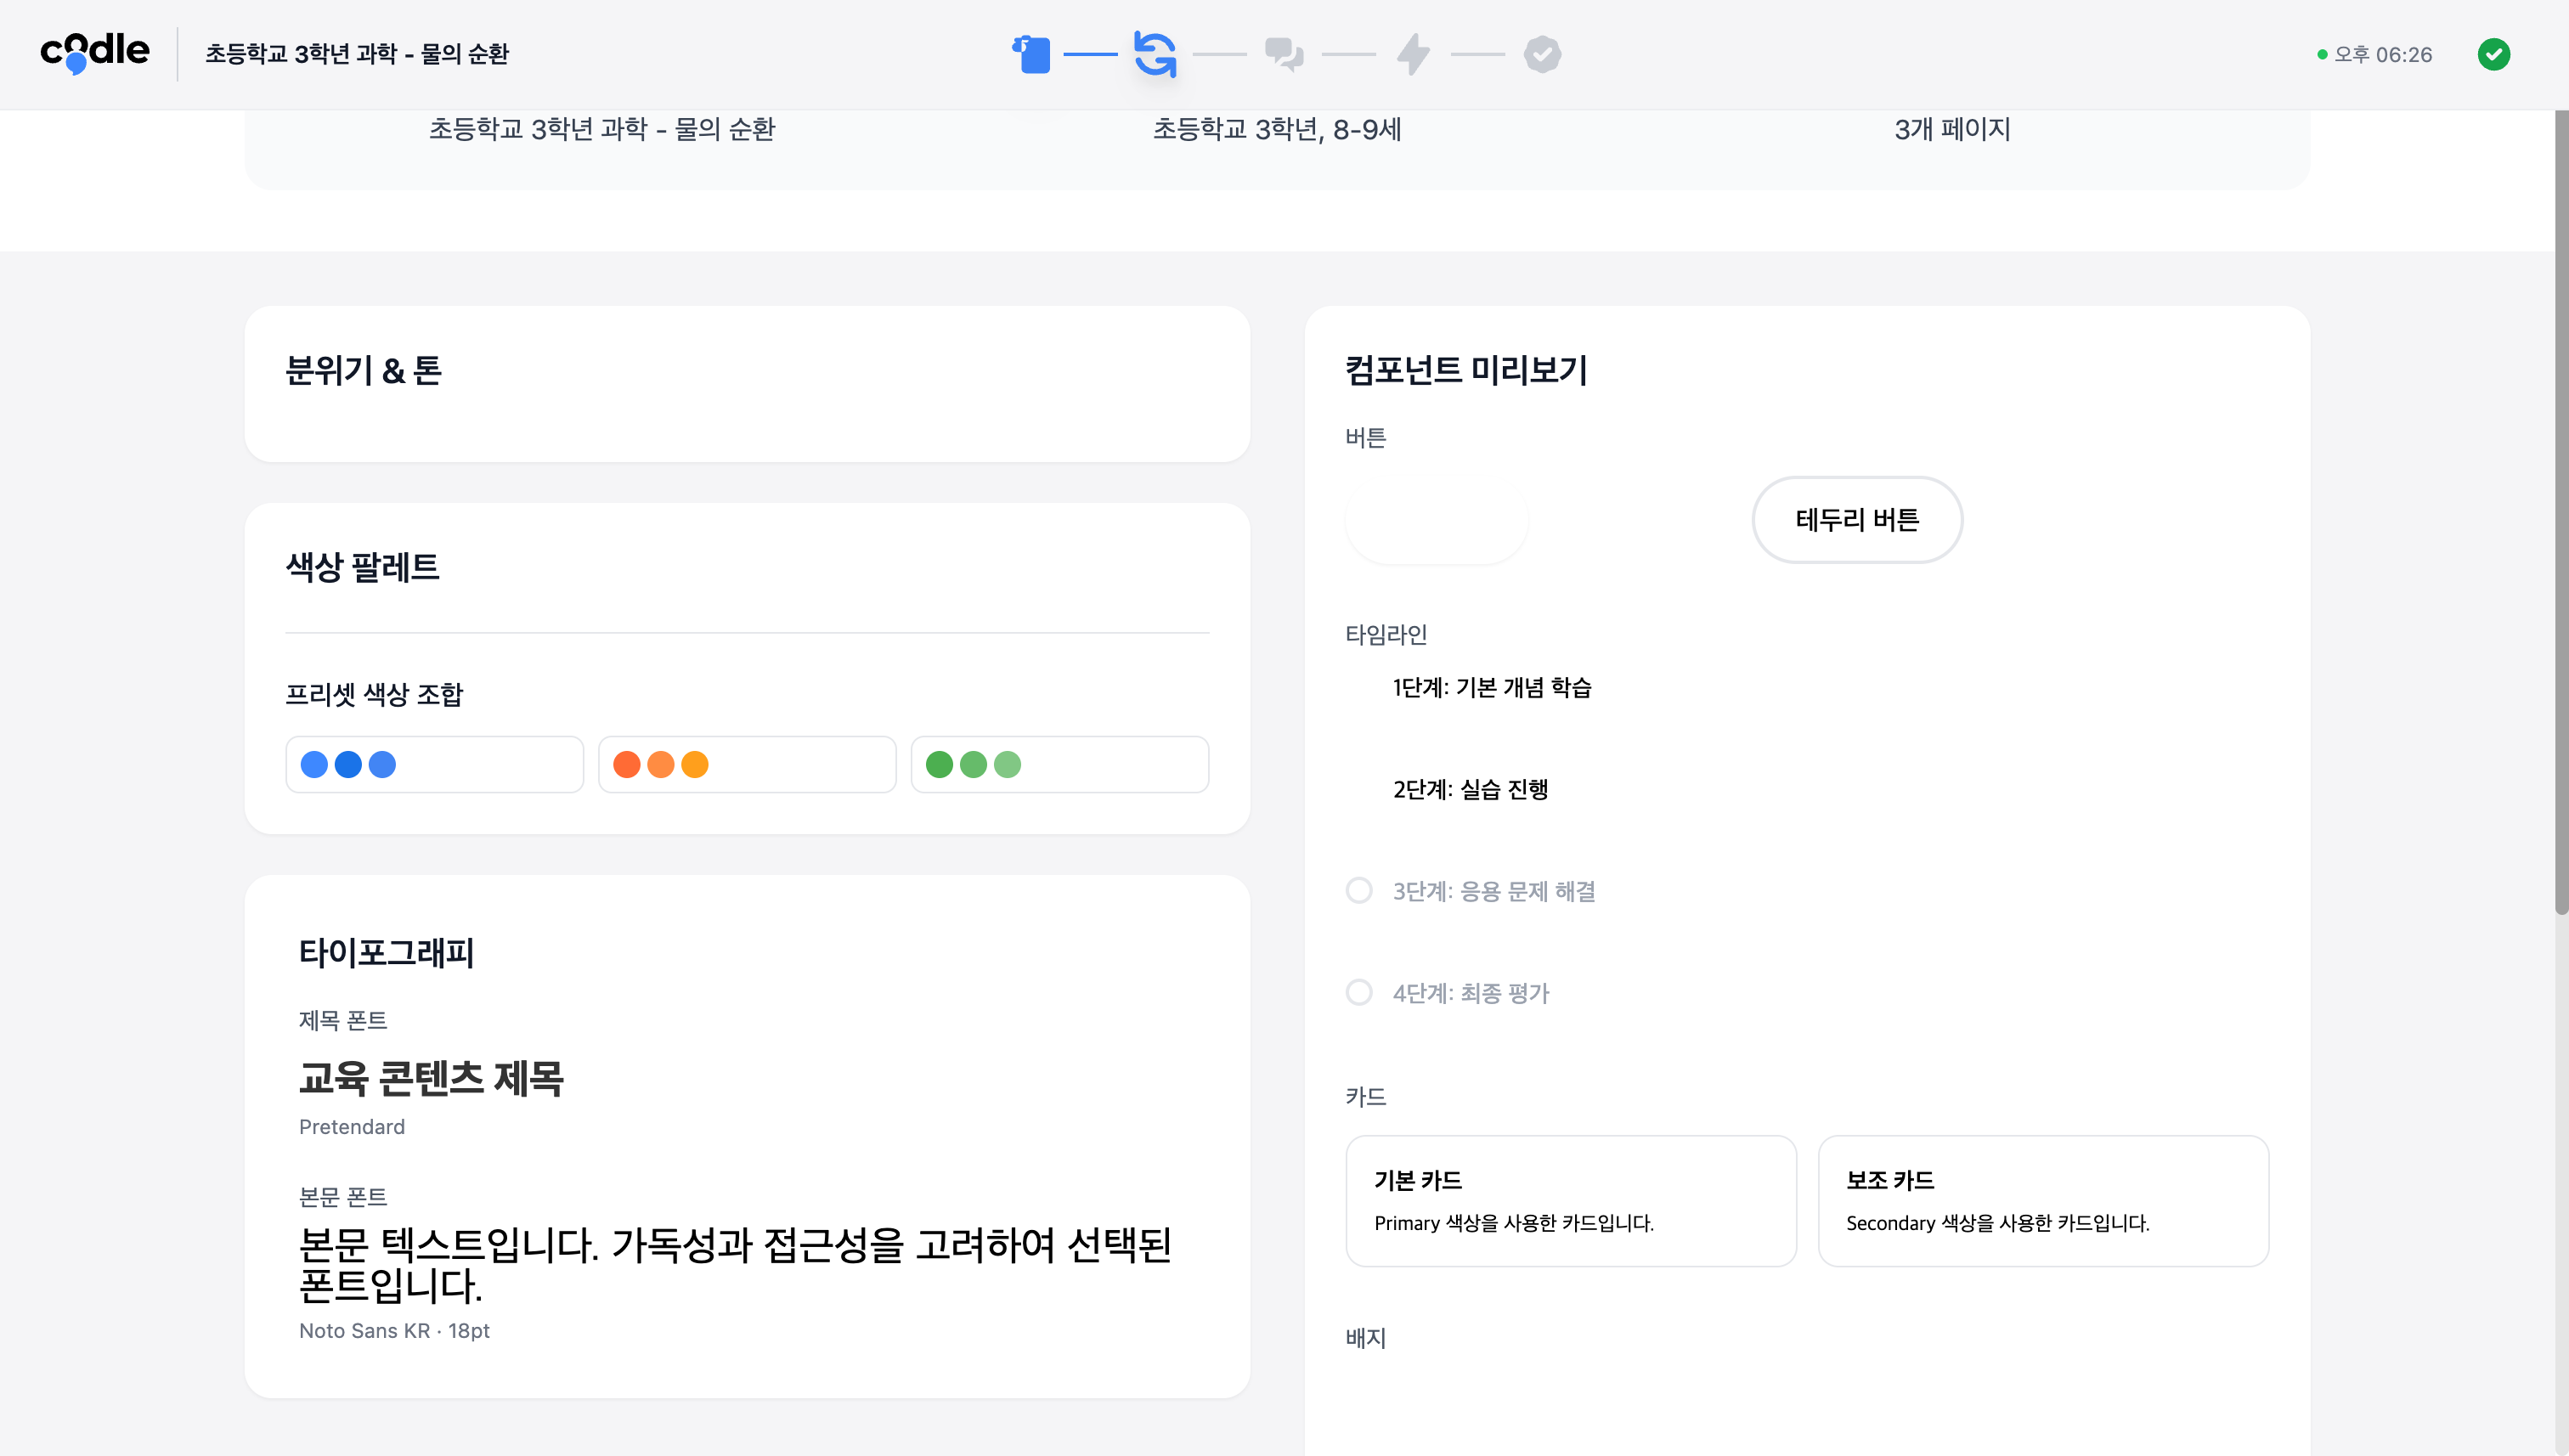 codle
초등학교 3학년 과학 - 물의 순환
오후 06:26
초등학교 3학년 과학 - 물의 순환
초등학교 3학년, 8-9세
3개 페이지
분위기 & 톤
색상 팔레트
프리셋 색상 조합
타이포그래피
제목 폰트
교육 콘텐츠 제목
Pretendard
본문 폰트
본문 텍스트입니다. 가독성과 접근성을 고려하여 선택된
폰트입니다.
Noto Sans KR · 18pt
컴포넌트 미리보기
버튼
테두리 버튼
타임라인
1단계: 기본 개념 학습
2단계: 실습 진행
3단계: 응용 문제 해결
4단계: 최종 평가
카드
기본 카드
Primary 색상을 사용한 카드입니다.
보조 카드
Secondary 색상을 사용한 카드입니다.
배지